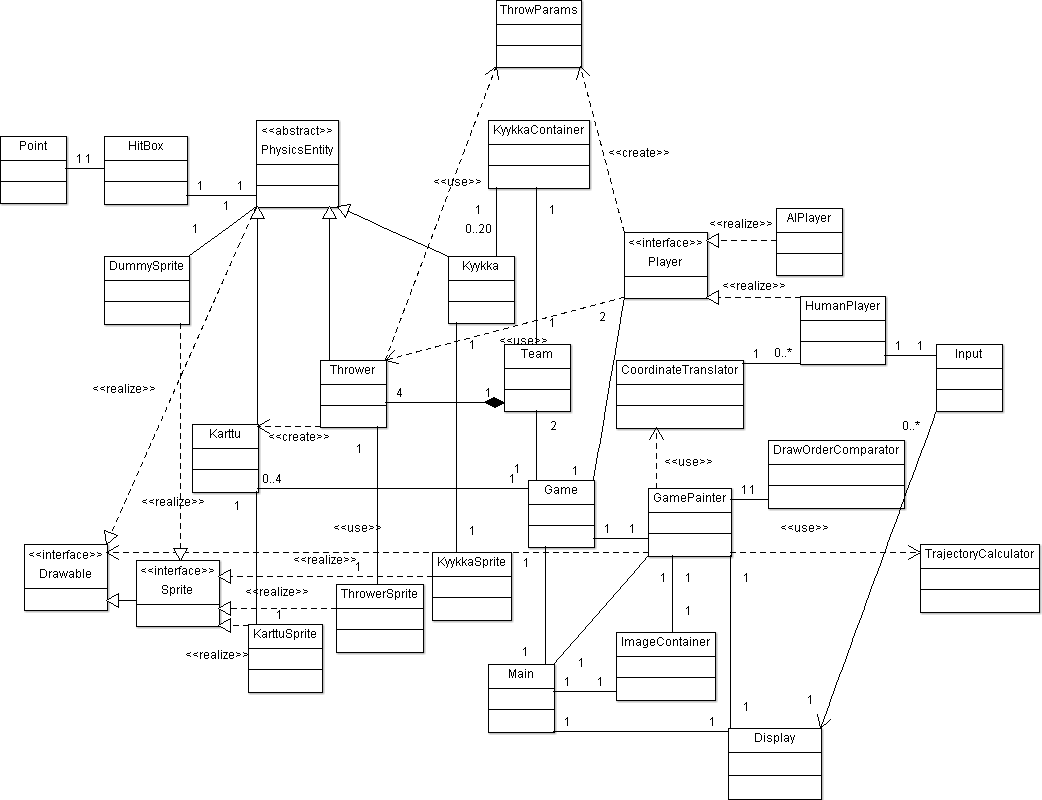 ThrowParams
<<abstract>>
PhysicsEntity
KyykkaContainer
Point
1 1
HitBox
<<create>>
1
1
<<use>>
1
1
1
1
0..20
<<realize>>
AIPlayer
<<interface>>
Player
DummySprite
Kyykka
<<realize>>
HumanPlayer
1
2
1
<<use>>
1
1
1
0..*
Input
Team
Thrower
CoordinateTranslator
<<realize>>
4
1
2
0..*
Karttu
<<create>>
1
DrawOrderComparator
<<use>>
1
1
1
0..4
Game
GamePainter
1 1
<<realize>>
1
<<use>>
1
1
1
<<use>>
<<interface>>
Drawable
<<realize>>
1
KyykkaSprite
1
TrajectoryCalculator
<<interface>>
Sprite
1
1
1
<<realize>>
ThrowerSprite
1
1
KarttuSprite
ImageContainer
<<realize>>
1
1
Main
1
1
1
1
1
1
Display